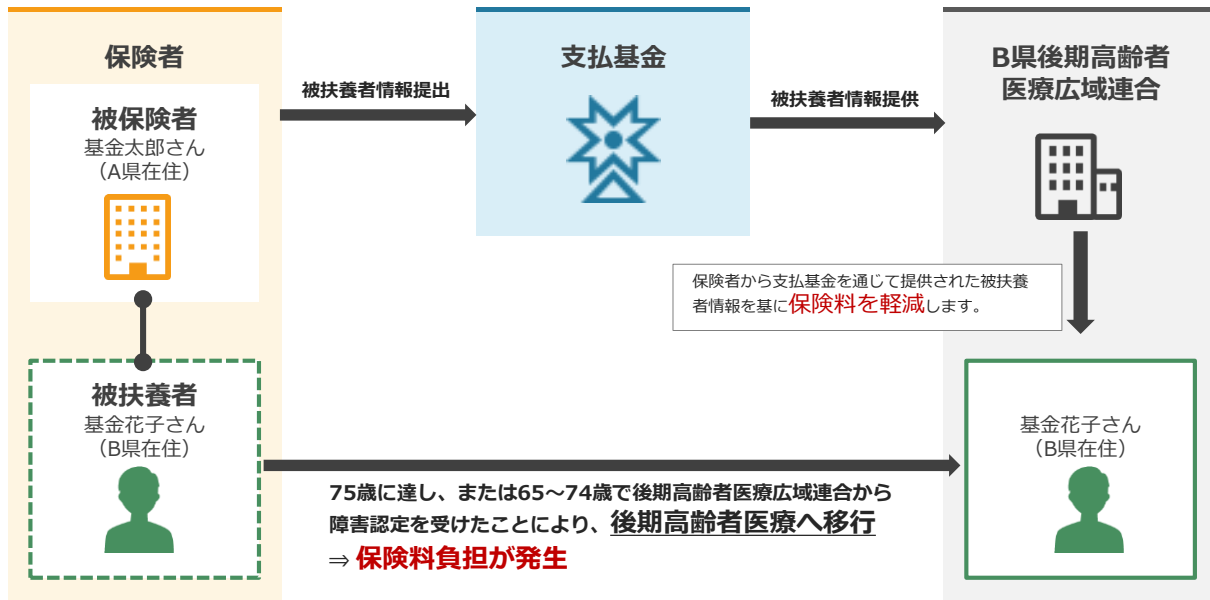 保険者
被保険者
基金太郎さん
（A県在住）
被扶養者
基金花子さん
（B県在住）
被扶養者情報提出
支払基金
被扶養者情報提供
B県後期高齢者
医療広域連合
保険者から支払基金を通じて提供された被扶養
者情報を基に保険料を軽減します。
75歳に達し、または65～74歳で後期高齢者医療広域連合から
障害認定を受けたことにより、後期高齢者医療へ移行
⇒ 保険料負担が発生
基金花子さん
（B県在住）